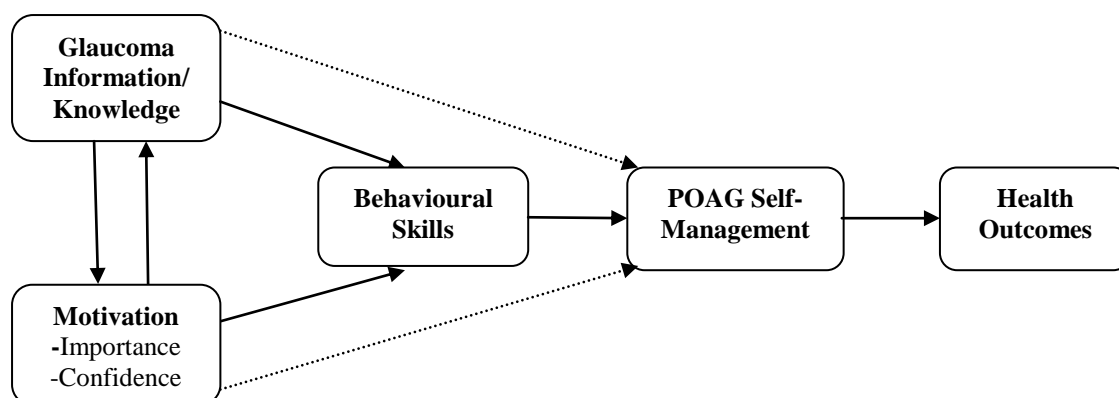 Glaucoma
Information/
Knowledge
Behavioural
Skills
POAG Self-
Management
Health
Outcomes
Motivation
-Importance
-Confidence